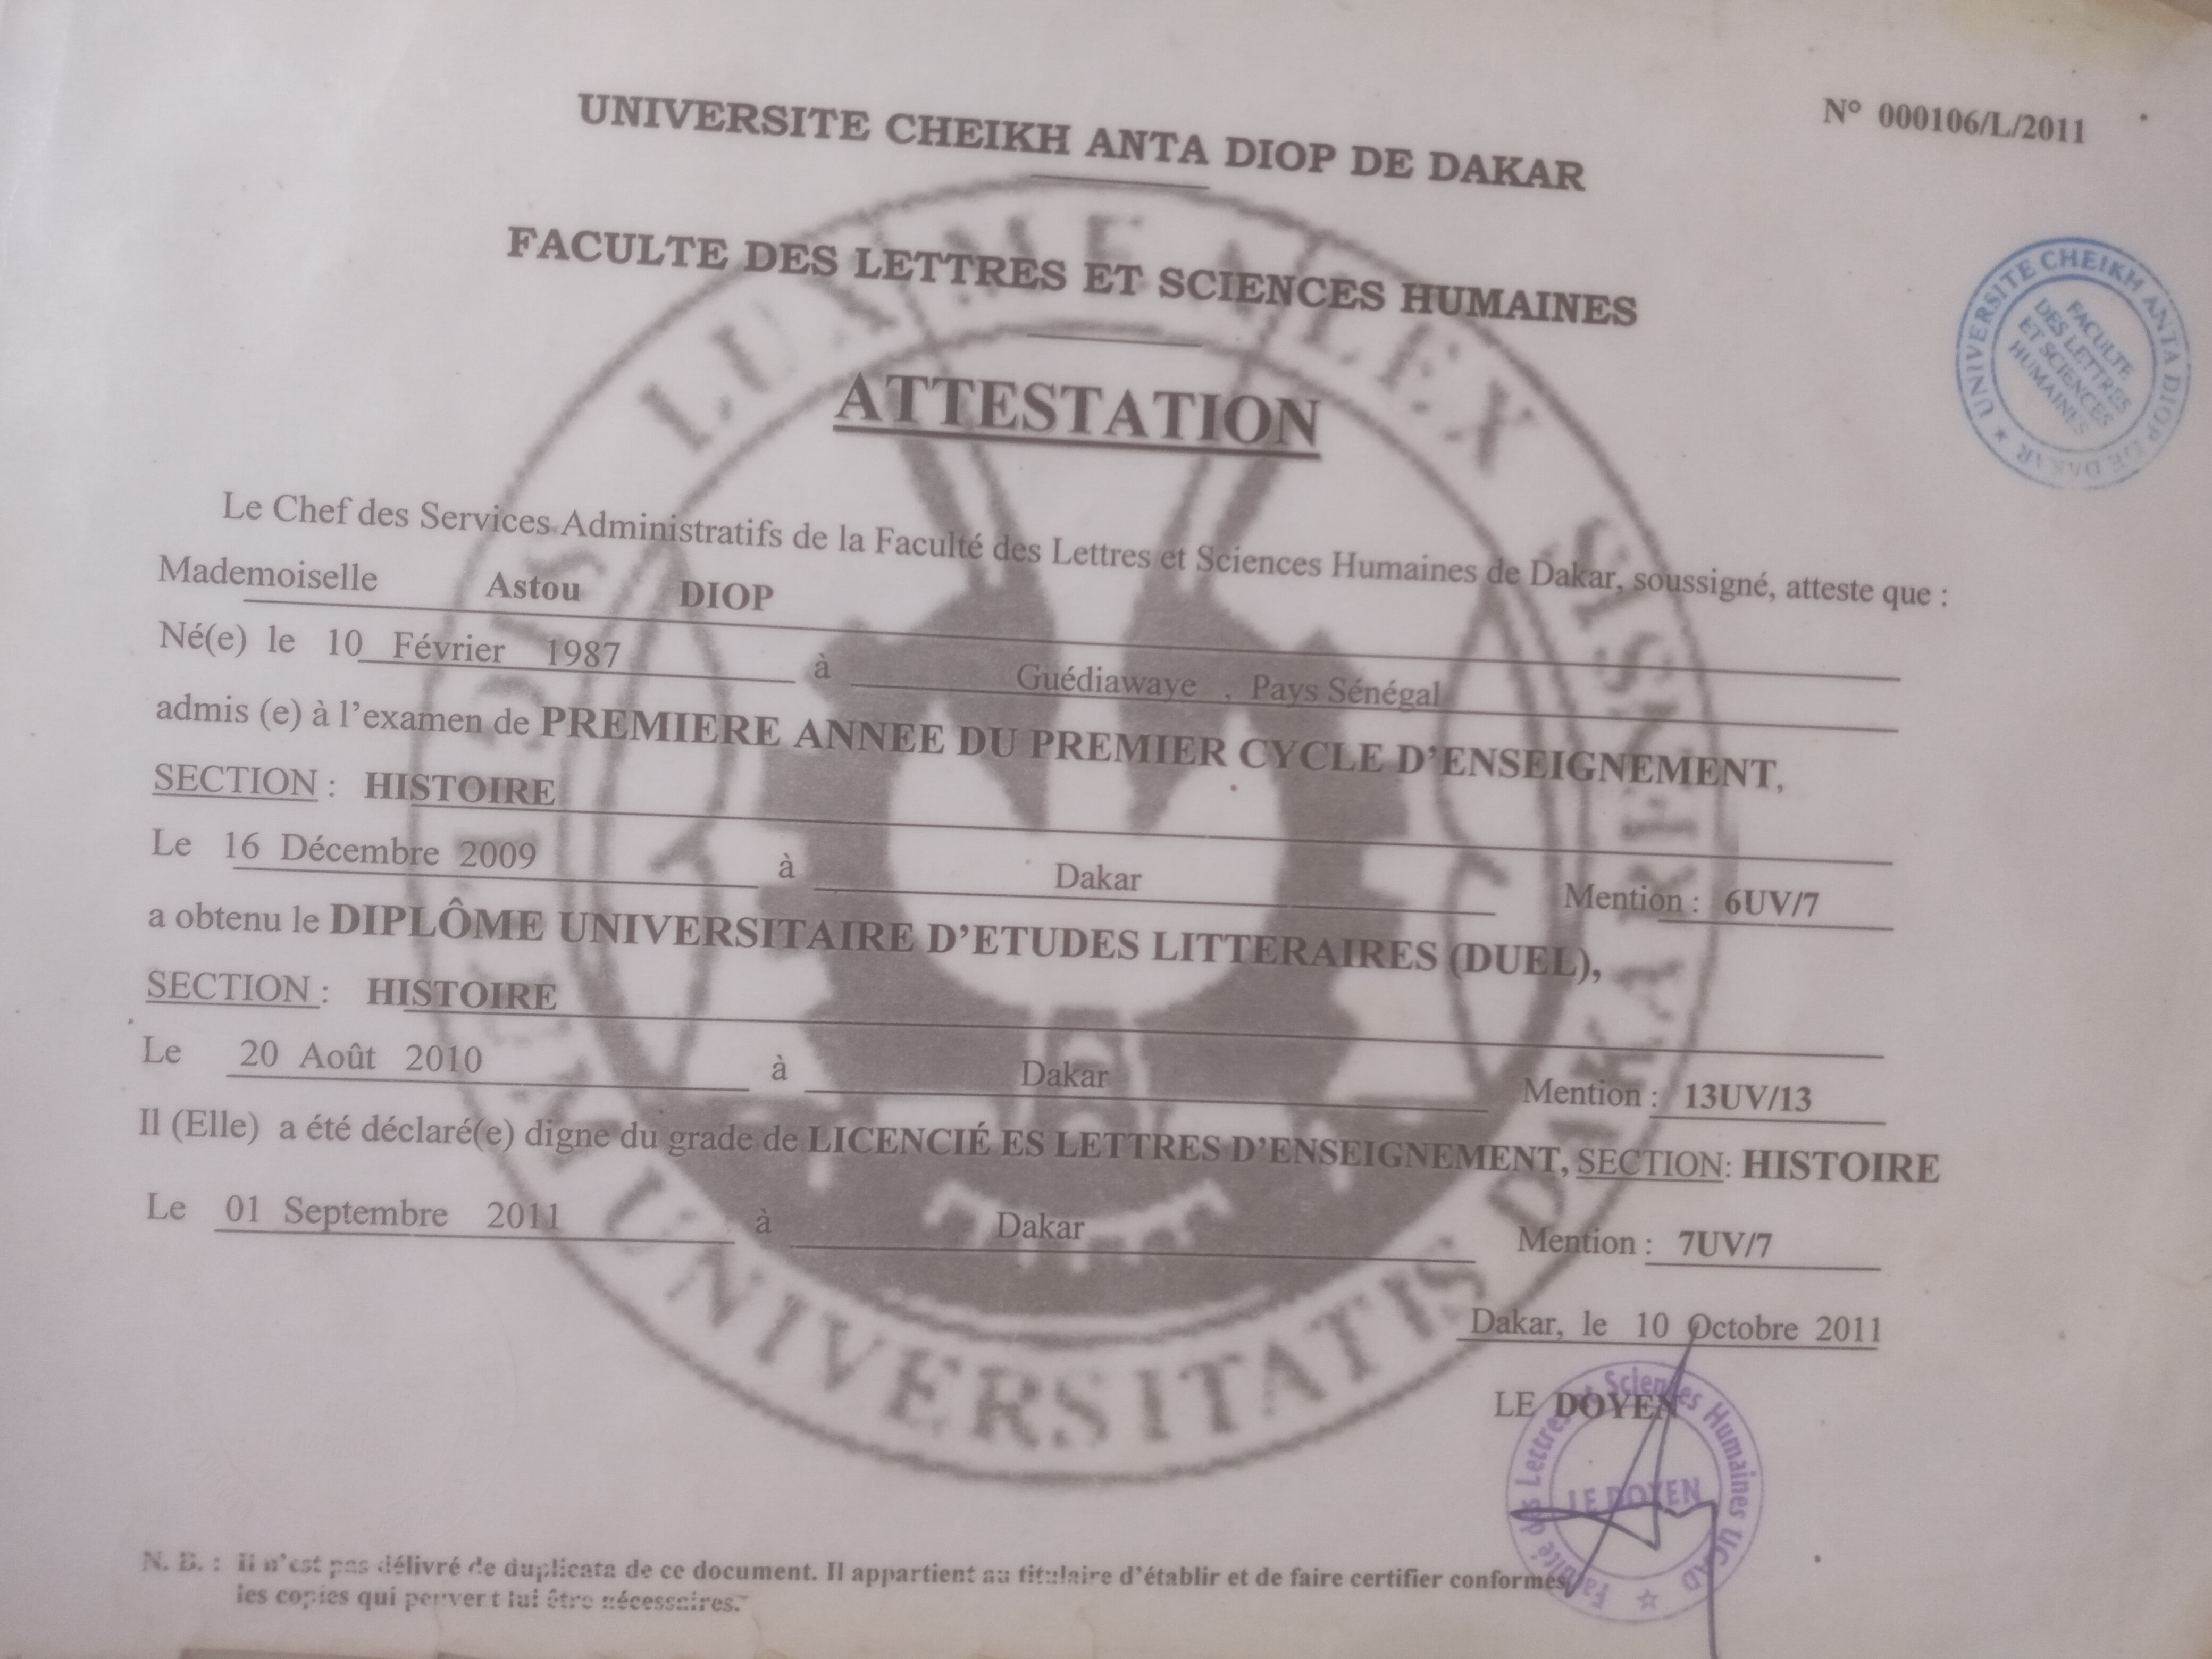 N° 000106/L/2011
UNIVERSITE CHEIKH ANTA DIOP DE DAKAR
FACULTE DES LETTRES ET SCIENCES HUMAINES
UNIVERSITE CHEIKH ANTA DIOP DE DAKAR
FACULTE
DES LETTRES
ET SCIENCES
HUMAINES
ATTESTATION
Le Chef des Services Administratifs de la Faculté des Lettres et Sciences Humaines de Dakar, soussigné, atteste que :
Mademoiselle Astou DIOP
Né(e) le 10 Février 1987 à Guédiawaye , Pays Sénégal
admis (e) à l'examen de PREMIERE ANNEE DU PREMIER CYCLE D'ENSEIGNEMENT,
SECTION : HISTOIRE
Le 16 Décembre 2009 à Dakar Mention : 6UV/7
a obtenu le DIPLÔME UNIVERSITAIRE D'ETUDES LITTERAIRES (DUEL),
SECTION : HISTOIRE
Le 20 Août 2010 à Dakar Mention : 13UV/13
Il (Elle) a été déclaré(e) digne du grade de LICENCIÉ ES LETTRES D'ENSEIGNEMENT, SECTION: HISTOIRE
Le 01 Septembre 2011 à Dakar Mention : 7UV/7
Dakar, le 10 Octobre 2011
LE DOYEN
Faculté des Lettres et Sciences Humaines UCAD
LE DOYEN
N. B. : Il n'est pas délivré de duplicata de ce document. Il appartient au titulaire d'établir et de faire certifier conformes
les copies qui peuvent lui être nécessaires.
LUX MEA LEX
UNIVERSITATIS DAKARENSIS